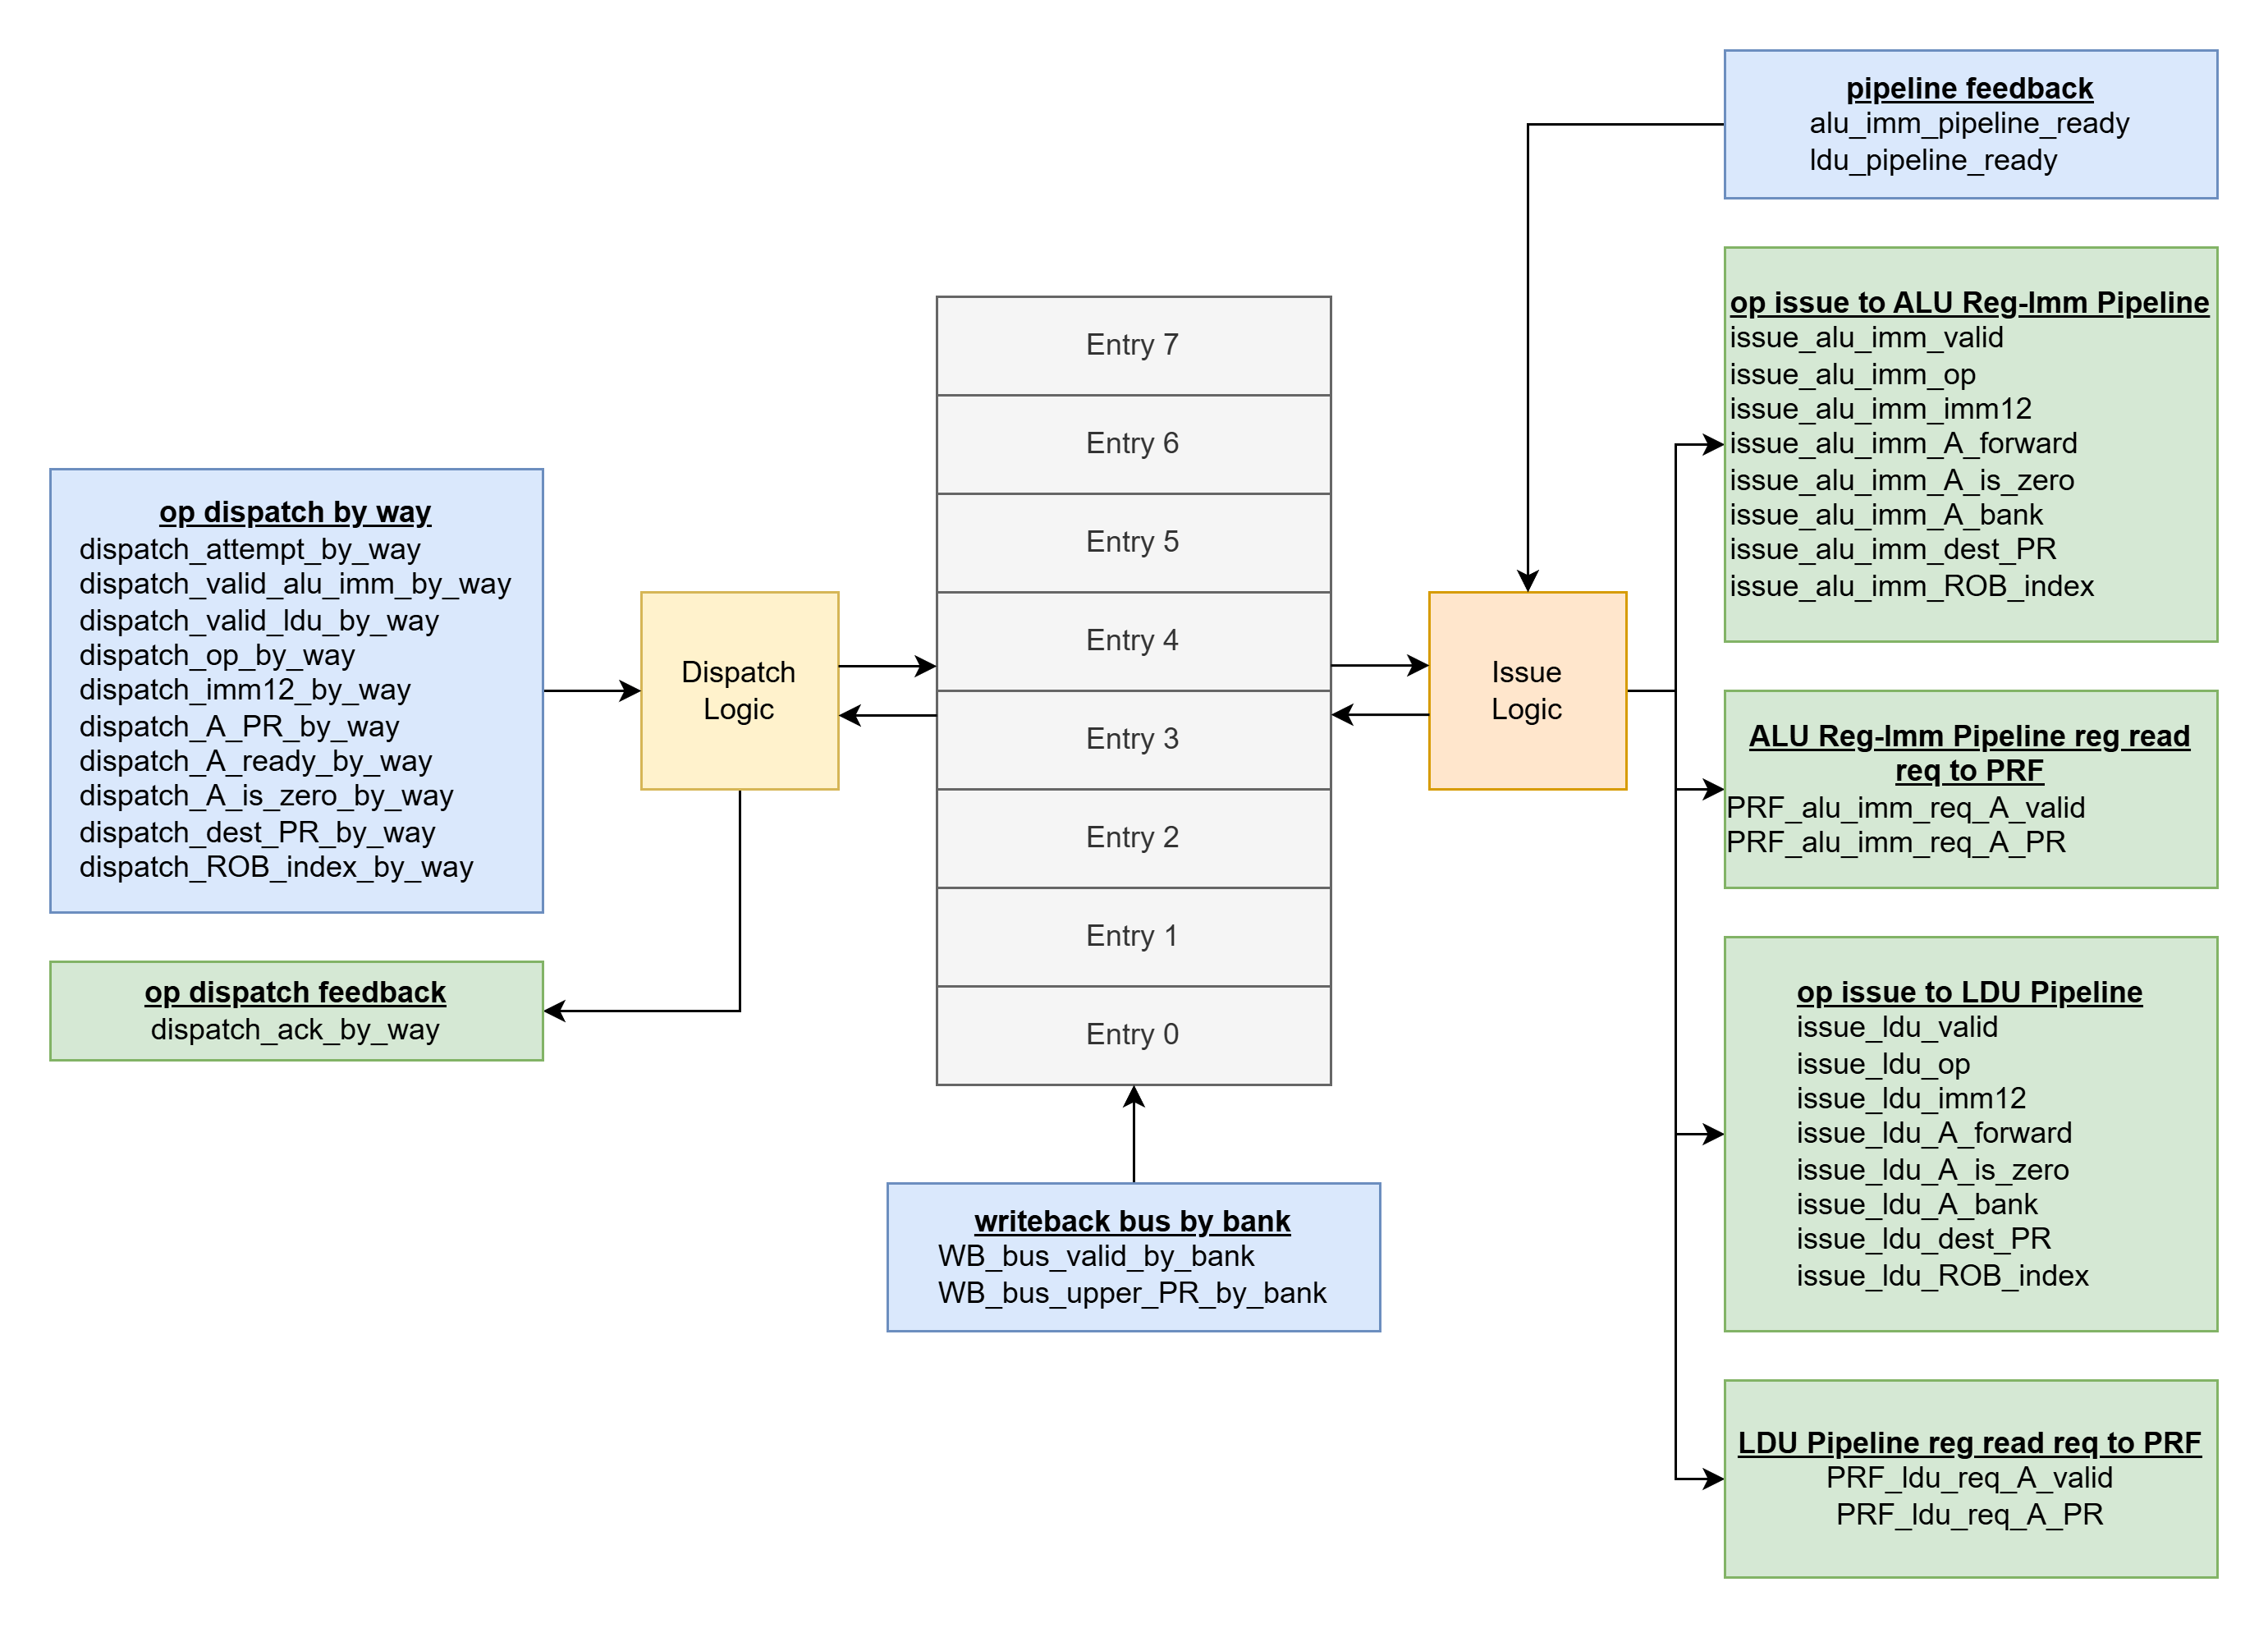 pipeline feedback
alu_imm_pipeline_ready
ldu_pipeline_ready
op issue to ALU Reg-Imm Pipeline
issue_alu_imm_valid
issue_alu_imm_op
issue_alu_imm_imm12
issue_alu_imm_A_forward
issue_alu_imm_A_is_zero
issue_alu_imm_A_bank
issue_alu_imm_dest_PR
issue_alu_imm_ROB_index
Entry 7
Entry 6
Entry 5
Entry 4
Entry 3
Entry 2
Entry 1
Entry 0
op dispatch by way
dispatch_attempt_by_way
dispatch_valid_alu_imm_by_way
dispatch_valid_ldu_by_way
dispatch_op_by_way
dispatch_imm12_by_way
dispatch_A_PR_by_way
dispatch_A_ready_by_way
dispatch_A_is_zero_by_way
dispatch_dest_PR_by_way
dispatch_ROB_index_by_way
Dispatch
Logic
Issue
Logic
ALU Reg-Imm Pipeline reg read
req to PRF
PRF_alu_imm_req_A_valid
PRF_alu_imm_req_A_PR
op dispatch feedback
dispatch_ack_by_way
op issue to LDU Pipeline
issue_ldu_valid
issue_ldu_op
issue_ldu_imm12
issue_ldu_A_forward
issue_ldu_A_is_zero
issue_ldu_A_bank
issue_ldu_dest_PR
issue_ldu_ROB_index
writeback bus by bank
WB_bus_valid_by_bank
WB_bus_upper_PR_by_bank
LDU Pipeline reg read req to PRF
PRF_ldu_req_A_valid
PRF_ldu_req_A_PR